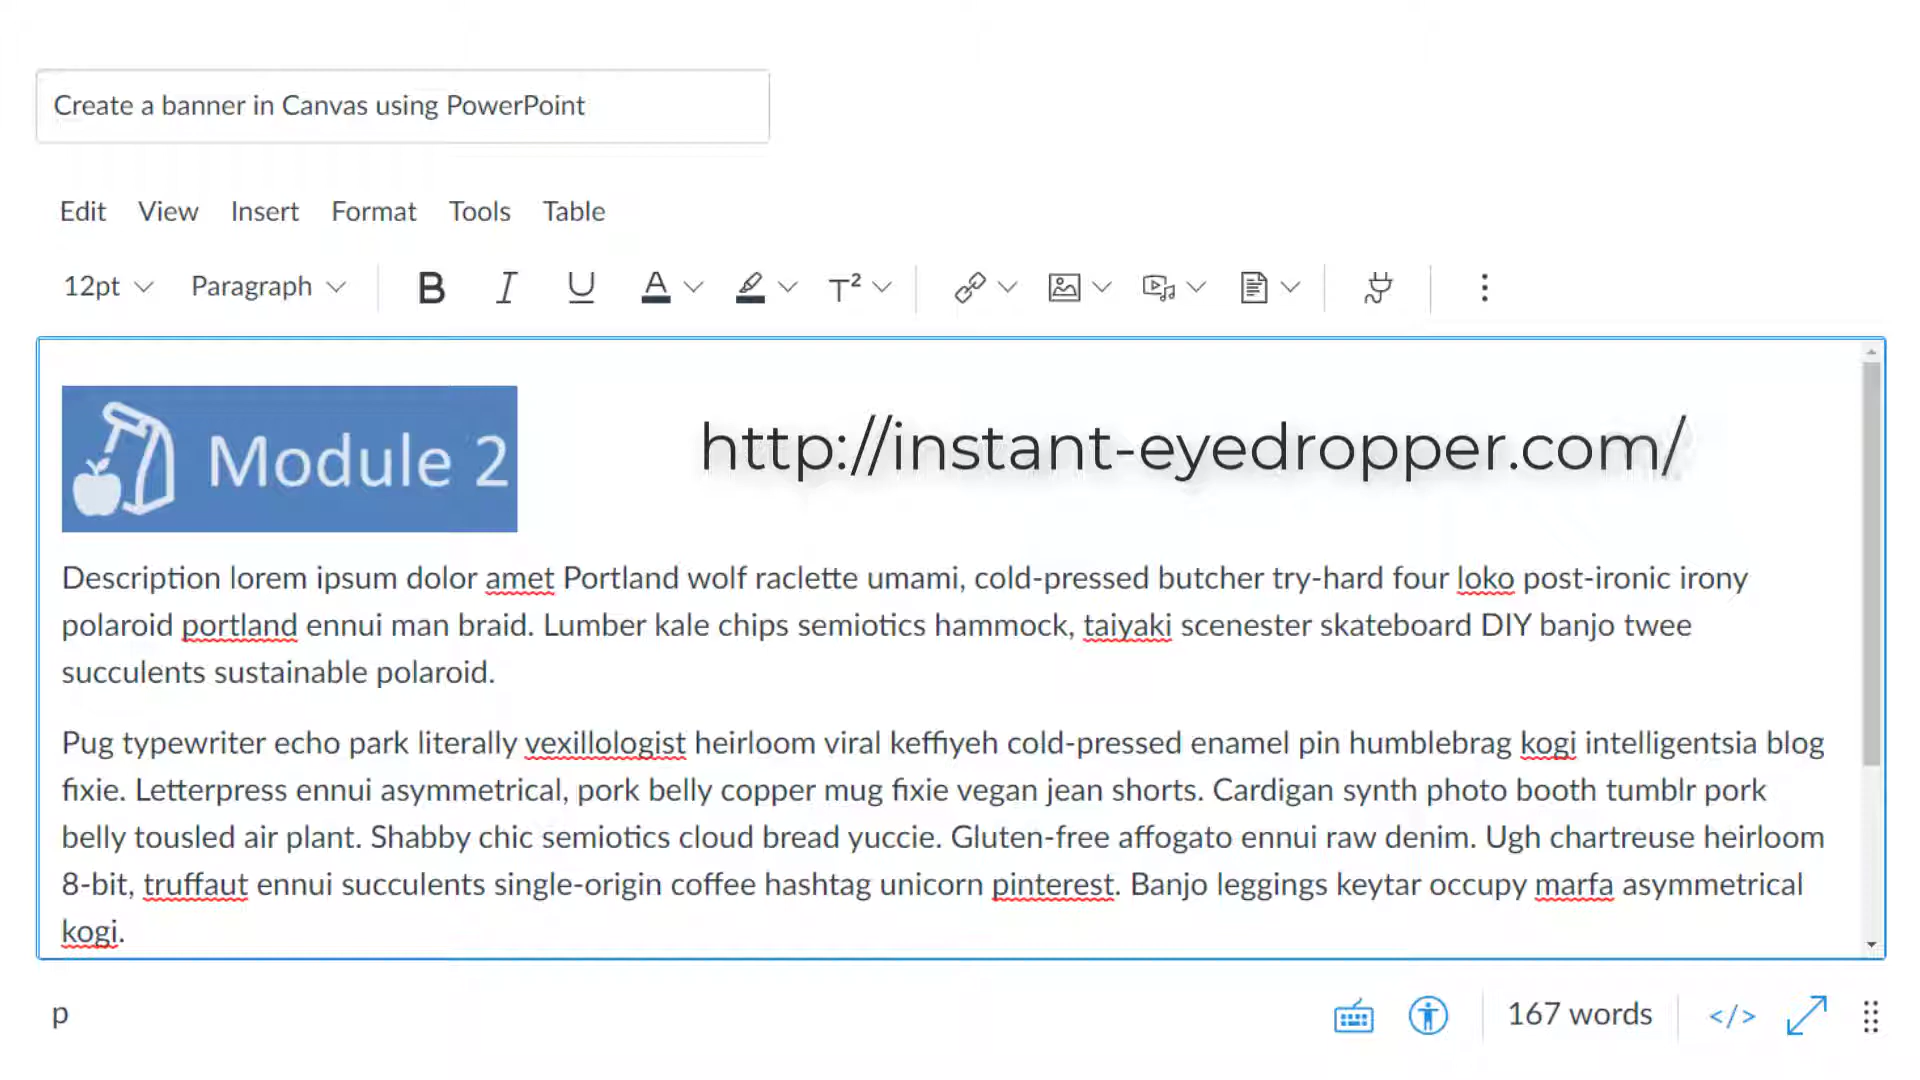 Create a banner in Canvas using PowerPoint
Edit View Insert Format Tools Table
12pt Paragraph B I U A T²
Module 2
http://instant-eyedropper.com/
Description lorem ipsum dolor amet Portland wolf raclette umami, cold-pressed butcher try-hard four loko post-ironic irony
polaroid portland ennui man braid. Lumber kale chips semiotics hammock, taiyaki scenester skateboard DIY banjo twee
succulents sustainable polaroid.
Pug typewriter echo park literally vexillologist heirloom viral keffiyeh cold-pressed enamel pin humblebrag kogi intelligentsia blog
fixie. Letterpress ennui asymmetrical, pork belly copper mug fixie vegan jean shorts. Cardigan synth photo booth tumblr pork
belly tousled air plant. Shabby chic semiotics cloud bread yuccie. Gluten-free affogato ennui raw denim. Ugh chartreuse heirloom
8-bit, truffaut ennui succulents single-origin coffee hashtag unicorn pinterest. Banjo leggings keytar occupy marfa asymmetrical
kogi.
p 167 words </>